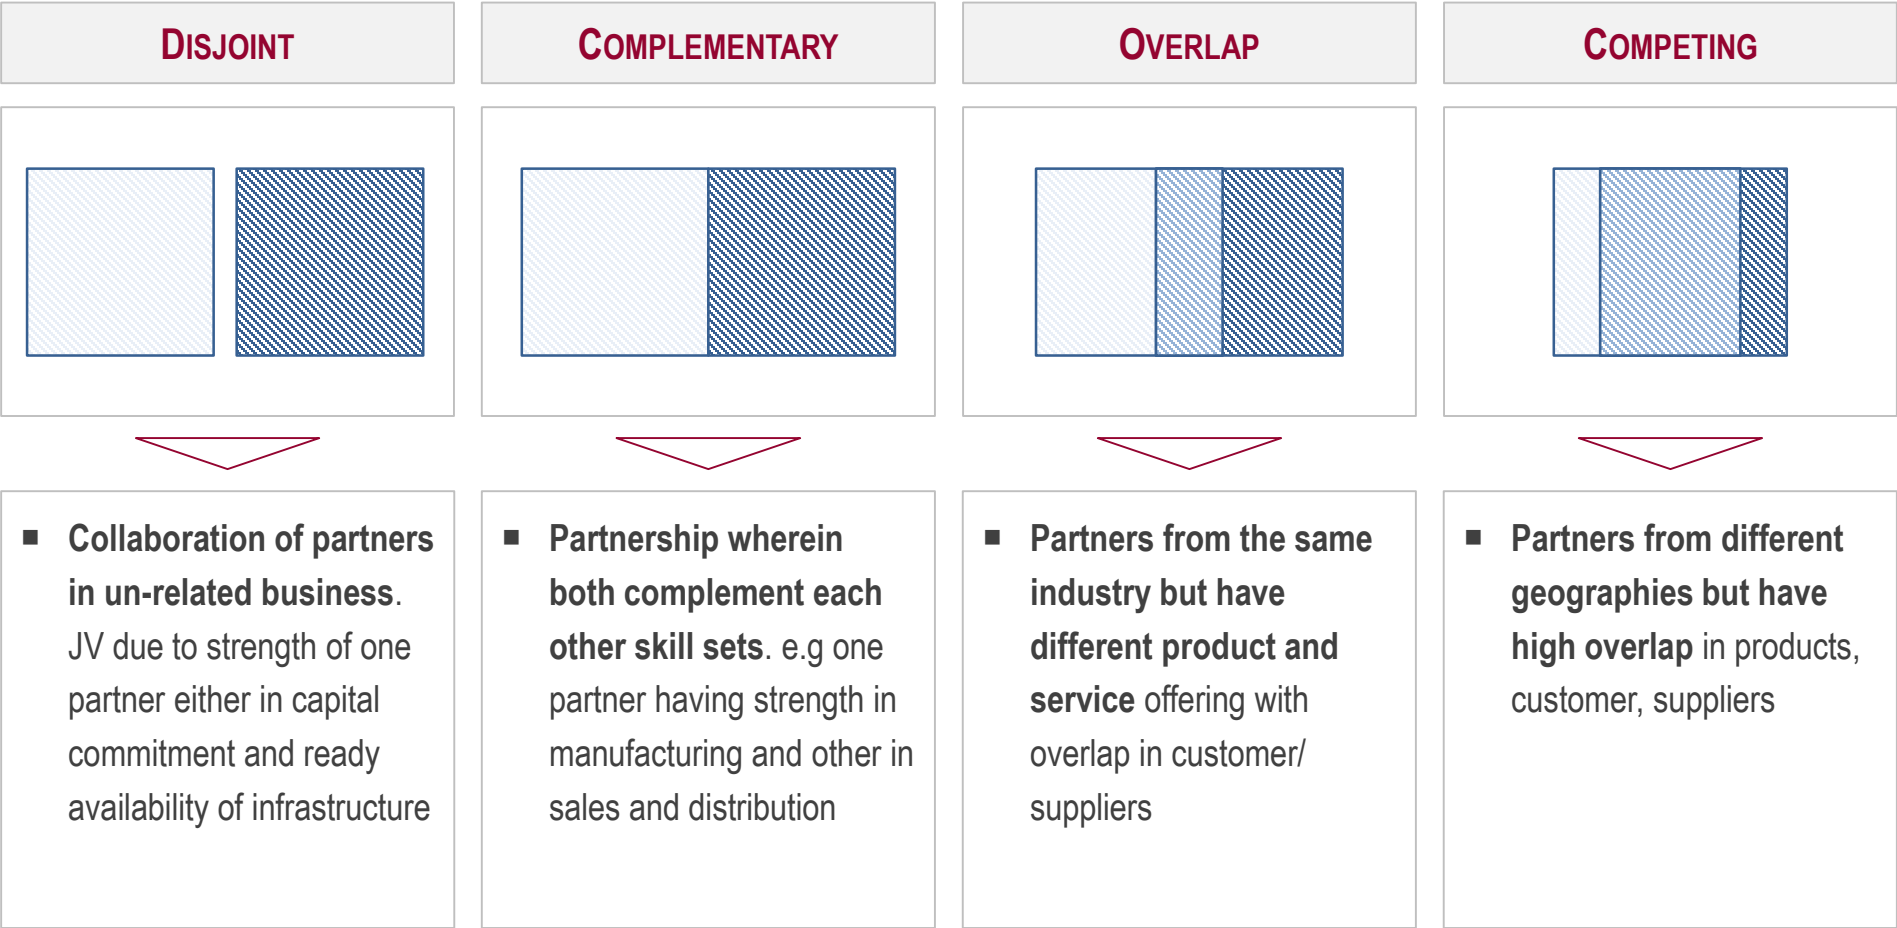 DISJOINT
COMPLEMENTARY
OVERLAP
COMPETING
▪ Collaboration of partners
in un-related business.
JV due to strength of one
partner either in capital
commitment and ready
availability of infrastructure
▪ Partnership wherein
both complement each
other skill sets. e.g one
partner having strength in
manufacturing and other in
sales and distribution
▪ Partners from the same
industry but have
different product and
service offering with
overlap in customer/
suppliers
▪ Partners from different
geographies but have
high overlap in products,
customer, suppliers